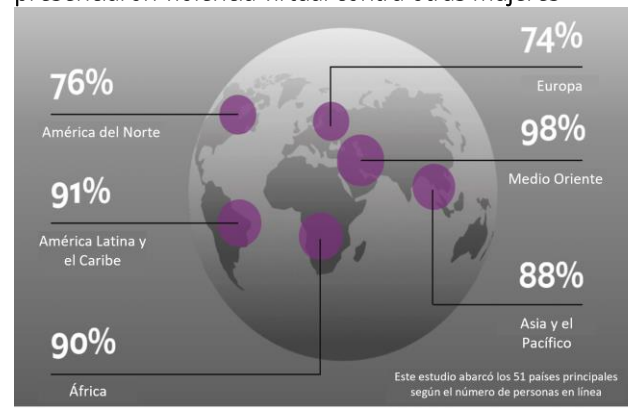 presenciaron violencia virtual contra otras mujeres
76%
América del Norte
91%
América Latina y
el Caribe
90%
África
74%
Europa
98%
Medio Oriente
88%
Asia y el
Pacífico
Este estudio abarcó los 51 países principales
según el número de personas en línea